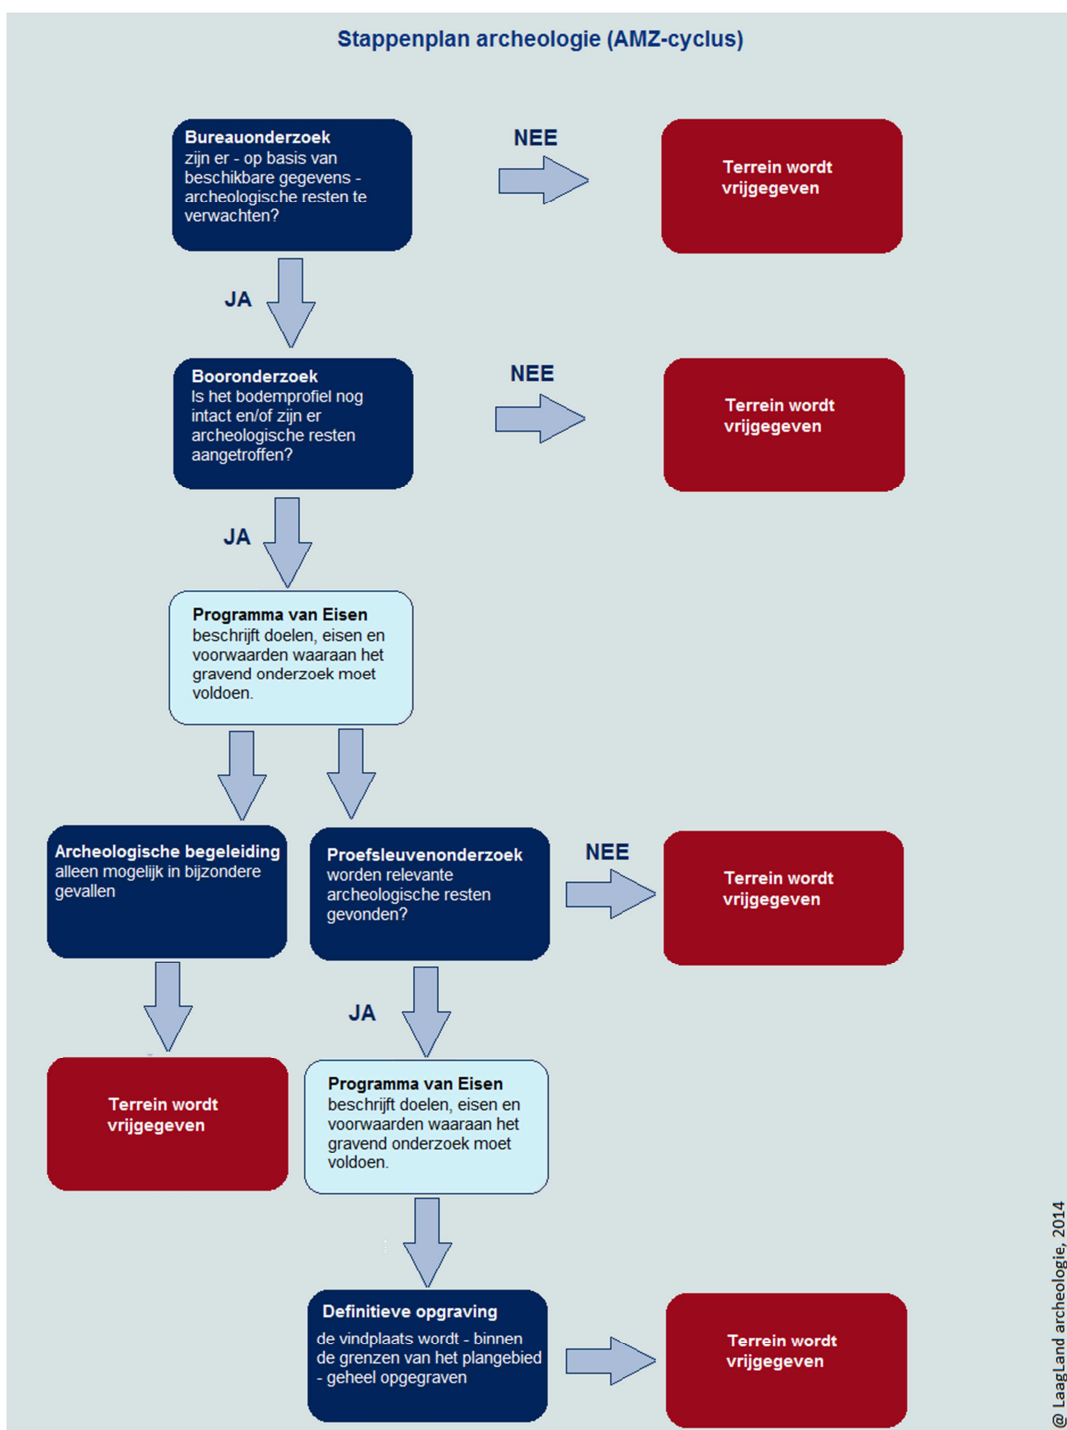 Stappenplan archeologie (AMZ-cyclus)
Bureauonderzoek
zijn er - op basis van
beschikbare gegevens -
archeologische resten te
verwachten?
NEE
Terrein wordt
vrijgegeven
JA
Booronderzoek
Is het bodemprofiel nog
intact en/of zijn er
archeologische resten
aangetroffen?
NEE
Terrein wordt
vrijgegeven
JA
Programma van Eisen
beschrijft doelen, eisen en
voorwaarden waaraan het
gravend onderzoek moet
voldoen.
Archeologische begeleiding
alleen mogelijk in bijzondere
gevallen
Proefsleuvenonderzoek
worden relevante
archeologische resten
gevonden?
NEE
Terrein wordt
vrijgegeven
JA
Terrein wordt
vrijgegeven
Programma van Eisen
beschrijft doelen, eisen en
voorwaarden waaraan het
gravend onderzoek moet
voldoen.
Definitieve opgraving
de vindplaats wordt - binnen
de grenzen van het plangebied
- geheel opgegraven
Terrein wordt
vrijgegeven
@ LaagLand archeologie, 2014